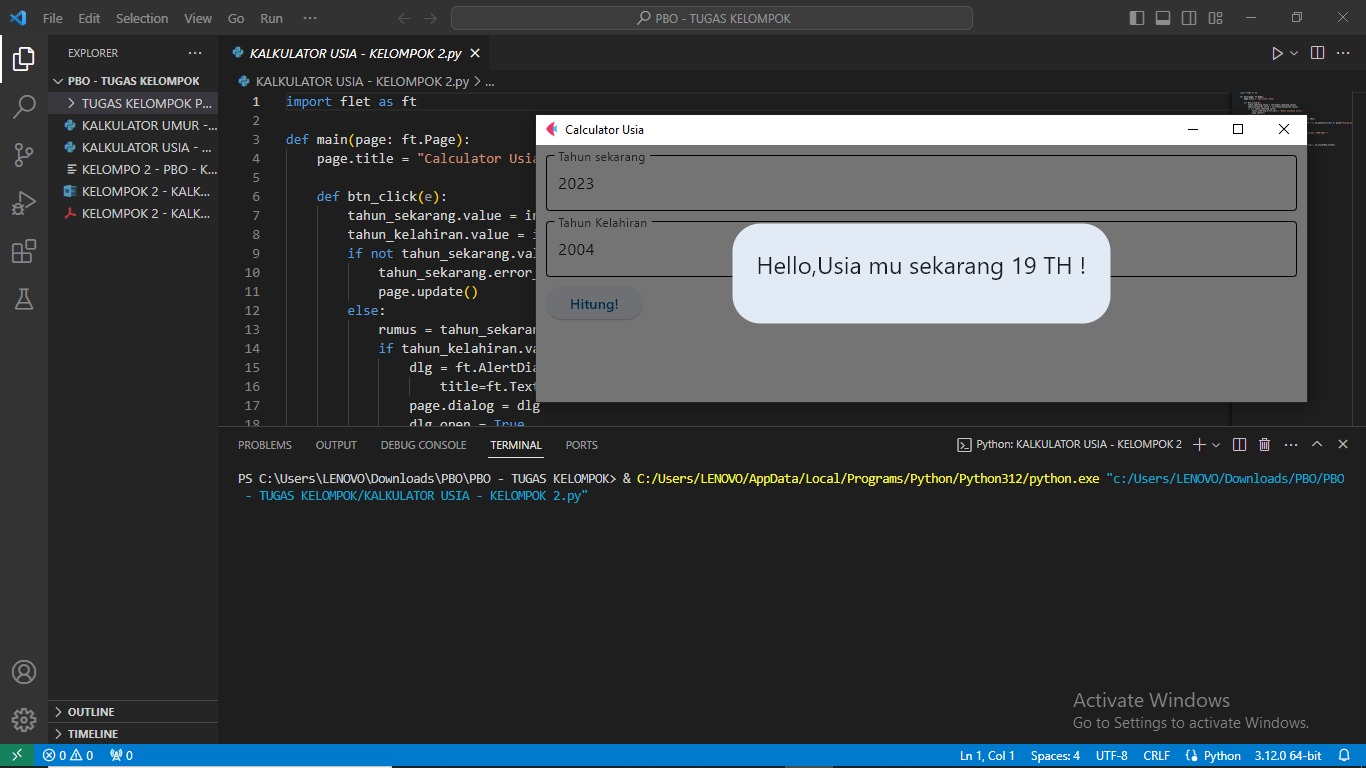 File Edit Selection View Go Run ···
PBO - TUGAS KELOMPOK
EXPLORER ···
PBO - TUGAS KELOMPOK
TUGAS KELOMPOK P...
KALKULATOR UMUR -...
KALKULATOR USIA - ...
KELOMPO 2 - PBO - K...
KELOMPOK 2 - KALK...
KELOMPOK 2 - KALK...
OUTLINE
TIMELINE
KALKULATOR USIA - KELOMPOK 2.py
KALKULATOR USIA - KELOMPOK 2.py > ...
1 import flet as ft
2
3 def main(page: ft.Page):
4 page.title = "Calculator Usia
5
6 def btn_click(e):
7 tahun_sekarang.value = in
8 tahun_kelahiran.value = i
9 if not tahun_sekarang.val
10 tahun_sekarang.error_
11 page.update()
12 else:
13 rumus = tahun_sekaran
14 if tahun_kelahiran.va
15 dlg = ft.AlertDia
16 title=ft.Text
17 page.dialog = dlg
18 dlg.open = True
Calculator Usia
Tahun sekarang
2023
Tahun Kelahiran
2004
Hitung!
Hello,Usia mu sekarang 19 TH !
PROBLEMS OUTPUT DEBUG CONSOLE TERMINAL PORTS
Python: KALKULATOR USIA - KELOMPOK 2
PS C:\Users\LENOVO\Downloads\PBO\PBO - TUGAS KELOMPOK> & C:/Users/LENOVO/AppData/Local/Programs/Python/Python312/python.exe "c:/Users/LENOVO/Downloads/PBO/PBO
- TUGAS KELOMPOK/KALKULATOR USIA - KELOMPOK 2.py"
Activate Windows
Go to Settings to activate Windows.
0 0 0
Ln 1, Col 1 Spaces: 4 UTF-8 CRLF Python 3.12.0 64-bit